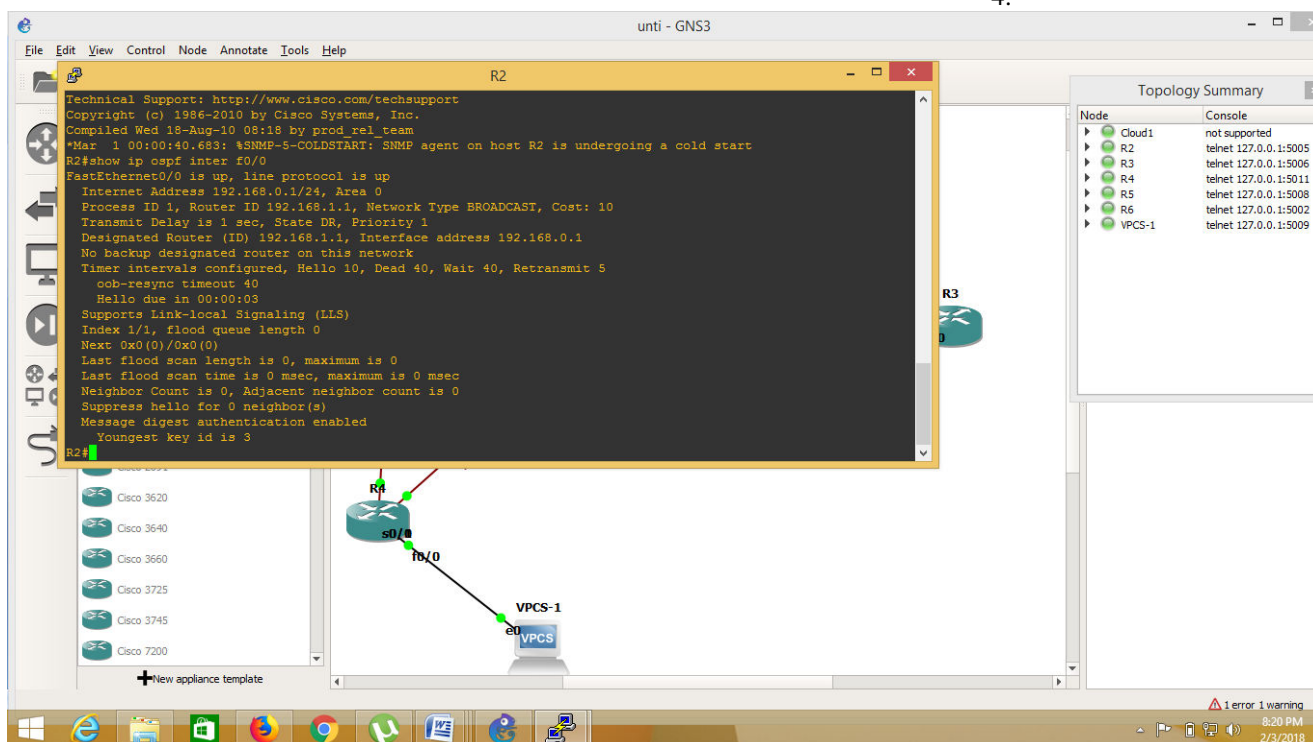 4.
unti - GNS3
File Edit View Control Node Annotate Tools Help
R2
Technical Support: http://www.cisco.com/techsupport
Copyright (c) 1986-2010 by Cisco Systems, Inc.
Compiled Wed 18-Aug-10 08:18 by prod_rel_team
*Mar 1 00:00:40.683: %SNMP-5-COLDSTART: SNMP agent on host R2 is undergoing a cold start
R2#show ip ospf inter f0/0
FastEthernet0/0 is up, line protocol is up
Internet Address 192.168.0.1/24, Area 0
Process ID 1, Router ID 192.168.1.1, Network Type BROADCAST, Cost: 10
Transmit Delay is 1 sec, State DR, Priority 1
Designated Router (ID) 192.168.1.1, Interface address 192.168.0.1
No backup designated router on this network
Timer intervals configured, Hello 10, Dead 40, Wait 40, Retransmit 5
oob-resync timeout 40
Hello due in 00:00:03
Supports Link-local Signaling (LLS)
Index 1/1, flood queue length 0
Next 0x0(0)/0x0(0)
Last flood scan length is 0, maximum is 0
Last flood scan time is 0 msec, maximum is 0 msec
Neighbor Count is 0, Adjacent neighbor count is 0
Suppress hello for 0 neighbor(s)
Message digest authentication enabled
Youngest key id is 3
R2#
Topology Summary
Node Console
Cloud1 not supported
R2 telnet 127.0.0.1:5005
R3 telnet 127.0.0.1:5006
R4 telnet 127.0.0.1:5011
R5 telnet 127.0.0.1:5008
R6 telnet 127.0.0.1:5002
VPCS-1 telnet 127.0.0.1:5009
R3
Cisco 3620
Cisco 3640
Cisco 3660
Cisco 3725
Cisco 3745
Cisco 7200
New appliance template
R4
f0/0
VPCS-1
e0
VPCS
1 error 1 warning
8:20 PM
2/3/2018